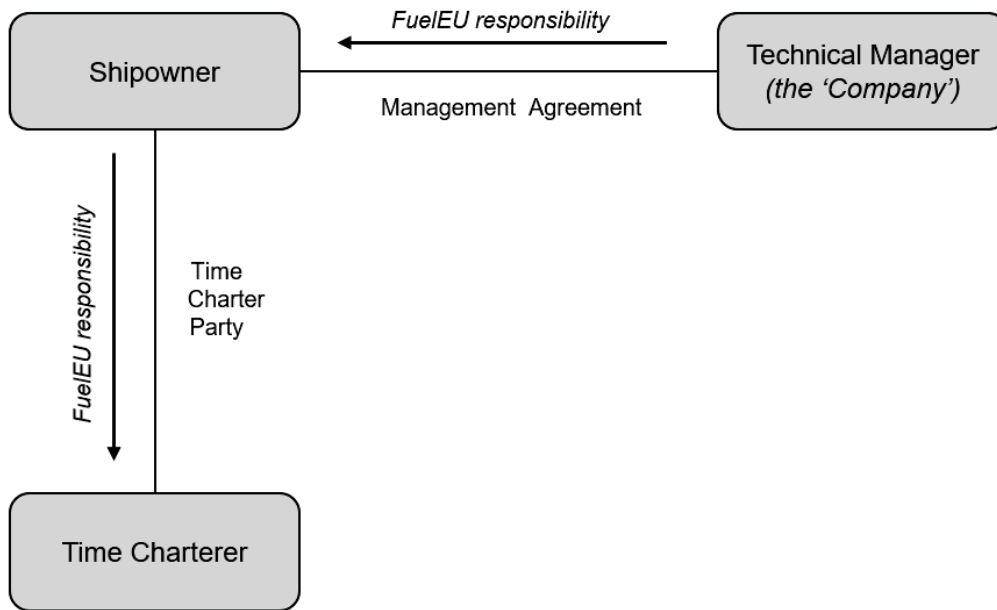 FuelEU responsibility
Shipowner
Technical Manager
(the ‘Company’)
Management Agreement
FuelEU responsibility
Time
Charter
Party
Time Charterer